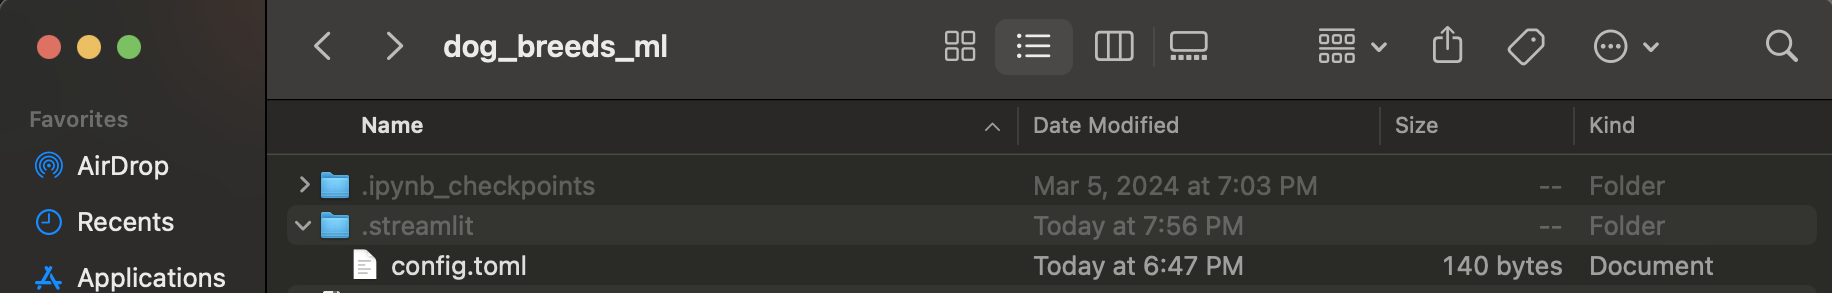 dog_breeds_ml
Favorites
AirDrop
Recents
Applications
Name Date Modified Size Kind
.ipynb_checkpoints Mar 5, 2024 at 7:03 PM -- Folder
.streamlit Today at 7:56 PM -- Folder
config.toml Today at 6:47 PM 140 bytes Document